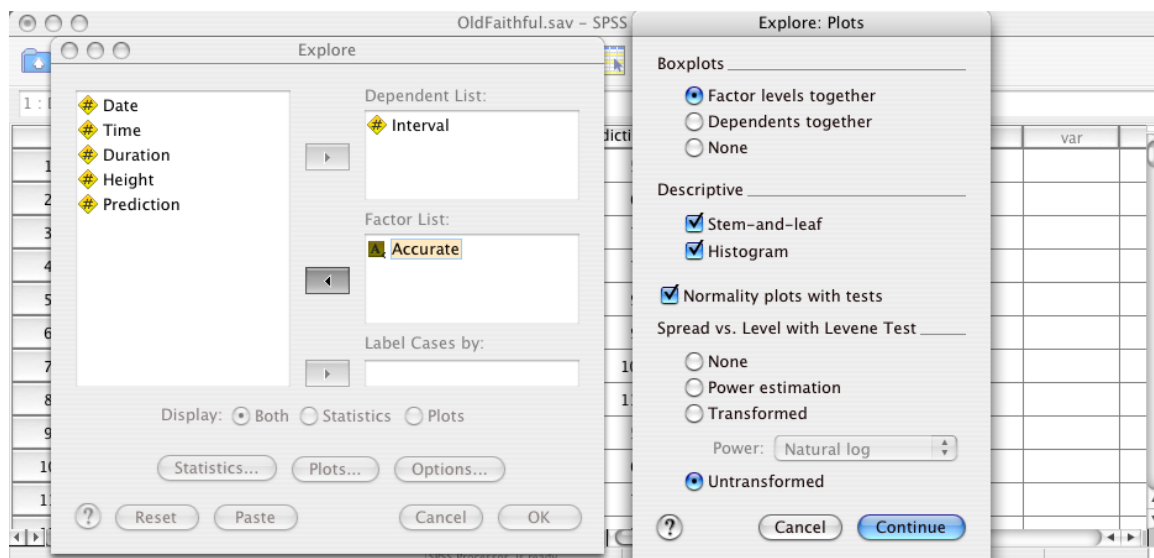 OldFaithful.sav – SPSS
Explore
Date
Time
Duration
Height
Prediction
Dependent List:
Interval
Factor List:
A Accurate
Label Cases by:
Display: Both Statistics Plots
Statistics... Plots... Options...
? Reset Paste Cancel OK
Explore: Plots
Boxplots
Factor levels together
Dependents together
None
Descriptive
Stem-and-leaf
Histogram
Normality plots with tests
Spread vs. Level with Levene Test
None
Power estimation
Transformed
Power: Natural log
Untransformed
? Cancel Continue
var